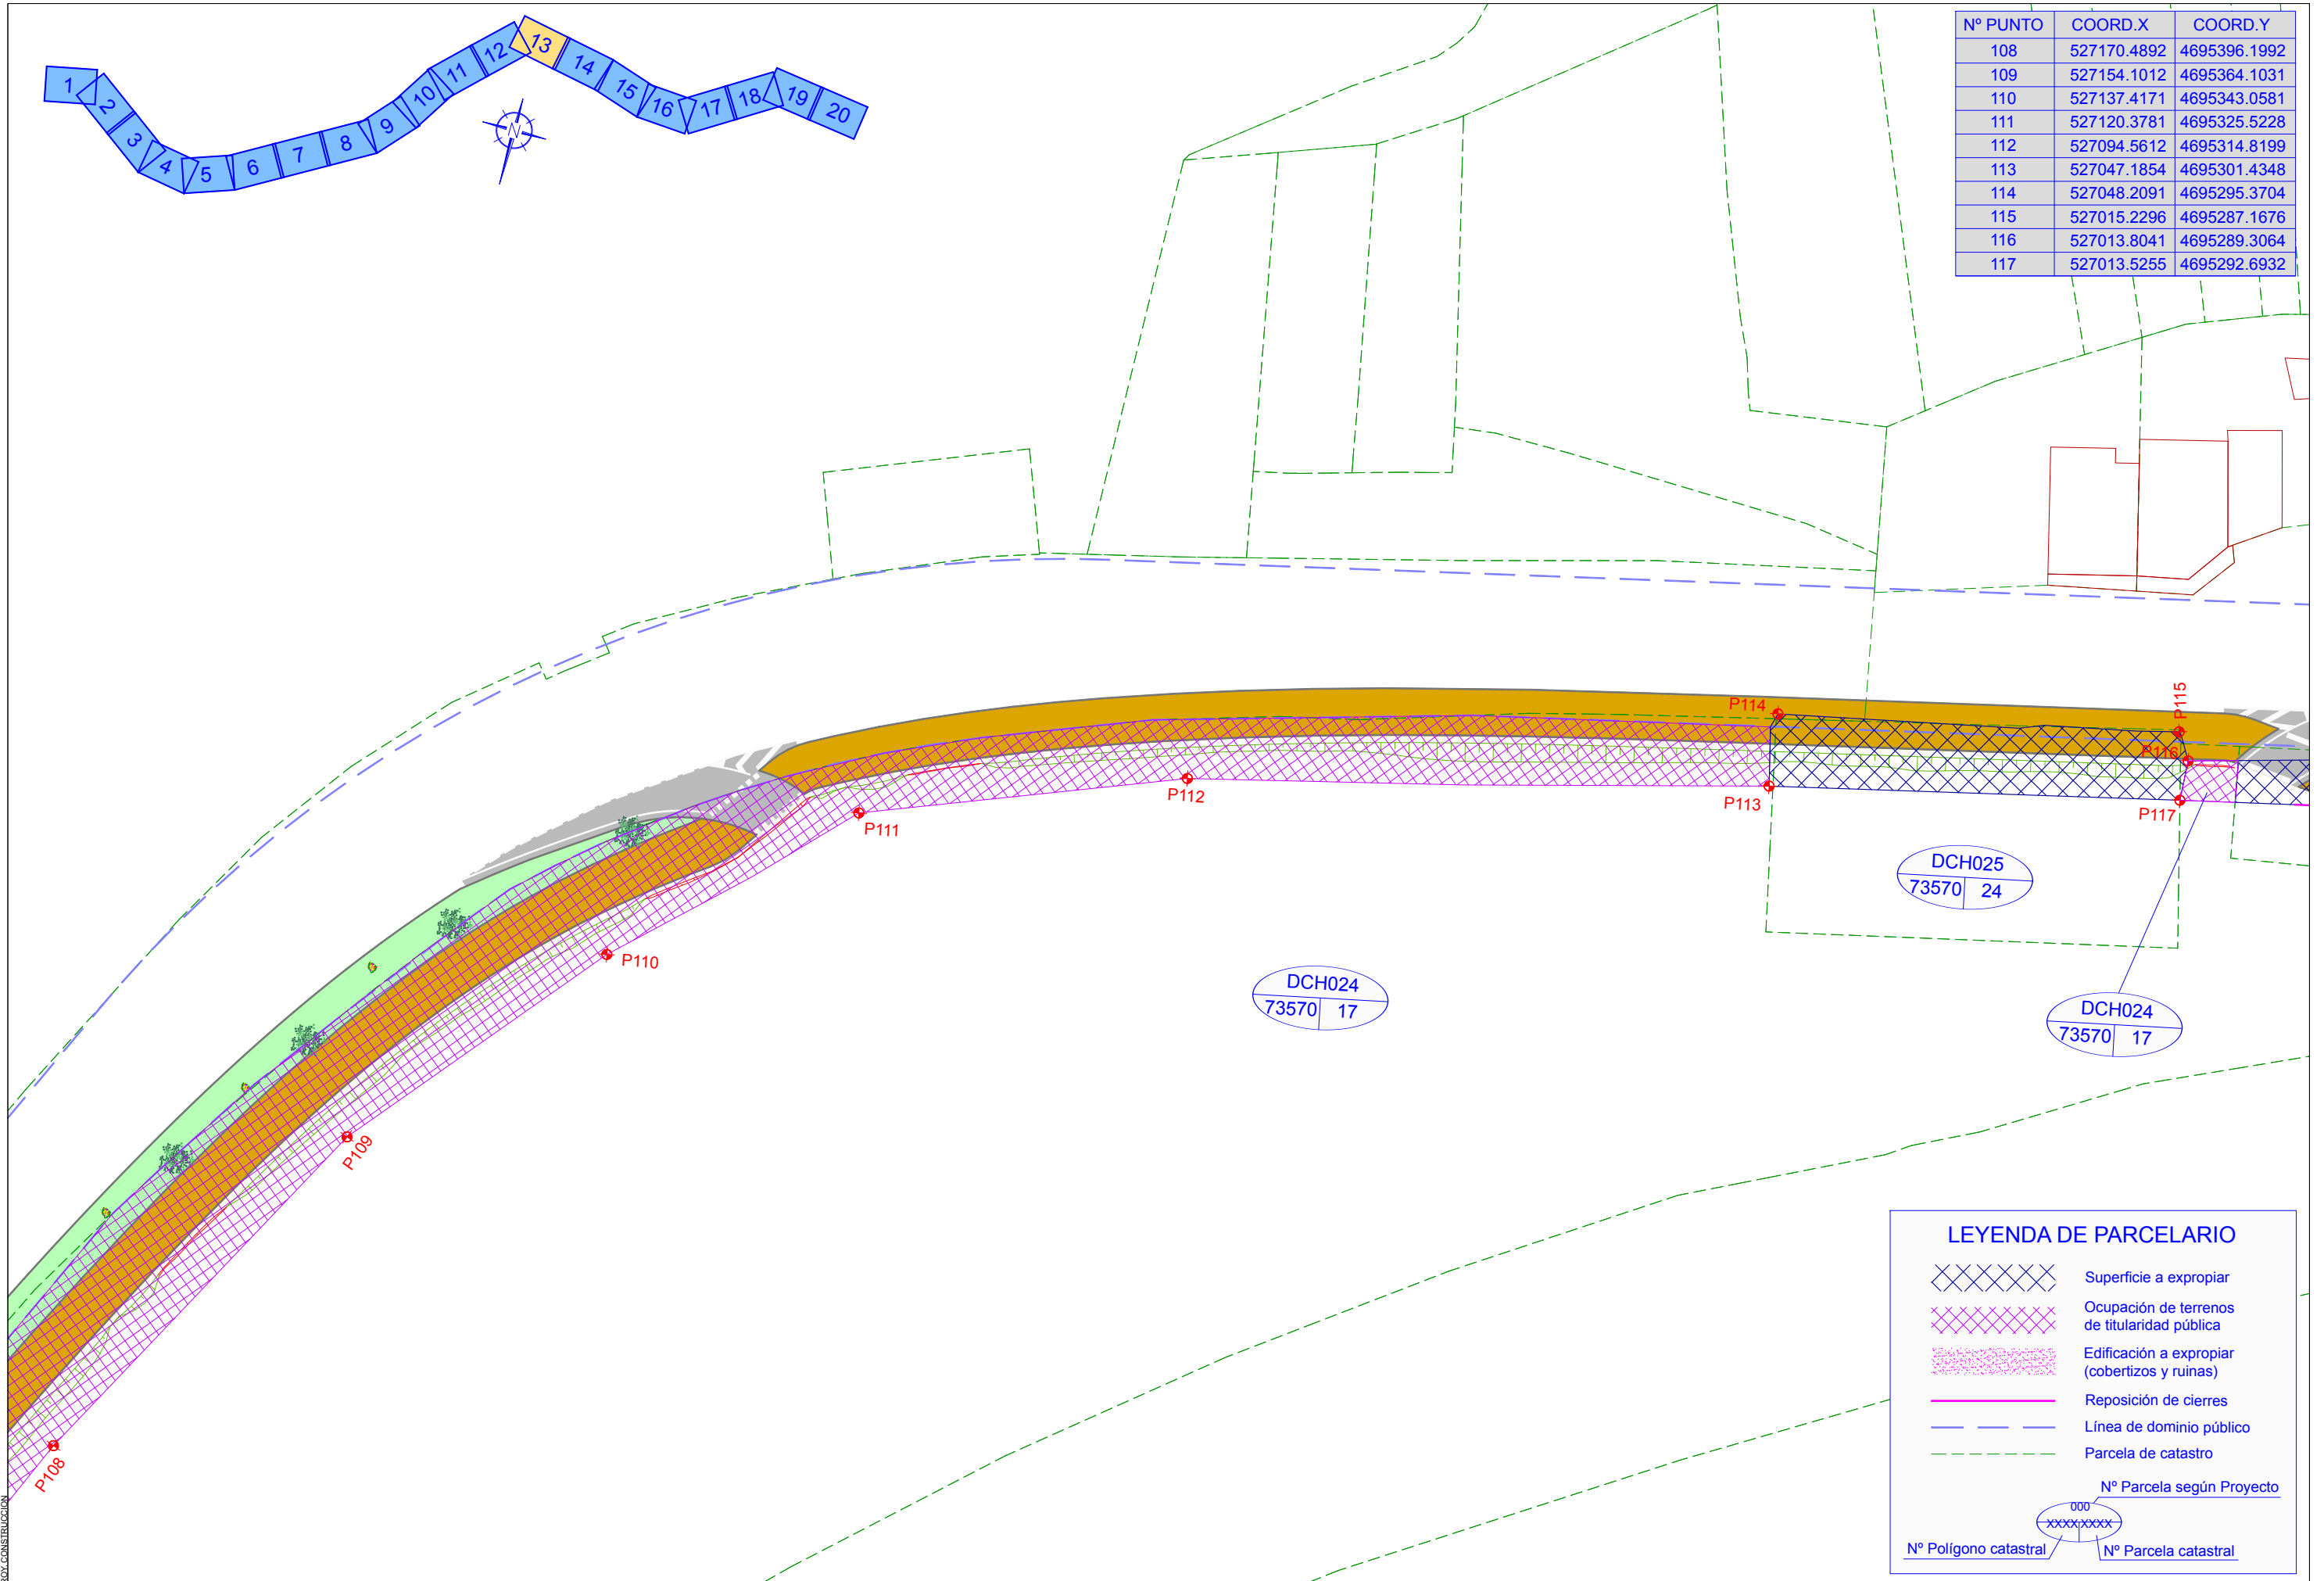 1
2
3
4
5
6
7
8
9
10
11
12
13
14
15
16
17
18
19
20
N
Nº PUNTO COORD.X COORD.Y
108 527170.4892 4695396.1992
109 527154.1012 4695364.1031
110 527137.4171 4695343.0581
111 527120.3781 4695325.5228
112 527094.5612 4695314.8199
113 527047.1854 4695301.4348
114 527048.2091 4695295.3704
115 527015.2296 4695287.1676
116 527013.8041 4695289.3064
117 527013.5255 4695292.6932
P114
P115
P116
P112
P113
P117
P111
P110
P109
P108
DCH025
73570 24
DCH024
73570 17
DCH024
73570 17
LEYENDA DE PARCELARIO
Superficie a expropiar
Ocupación de terrenos
de titularidad pública
Edificación a expropiar
(cobertizos y ruinas)
Reposición de cierres
Línea de dominio público
Parcela de catastro
Nº Parcela según Proyecto
000
XXXX XXXX
Nº Polígono catastral
Nº Parcela catastral
ROY. CONSTRUCCION